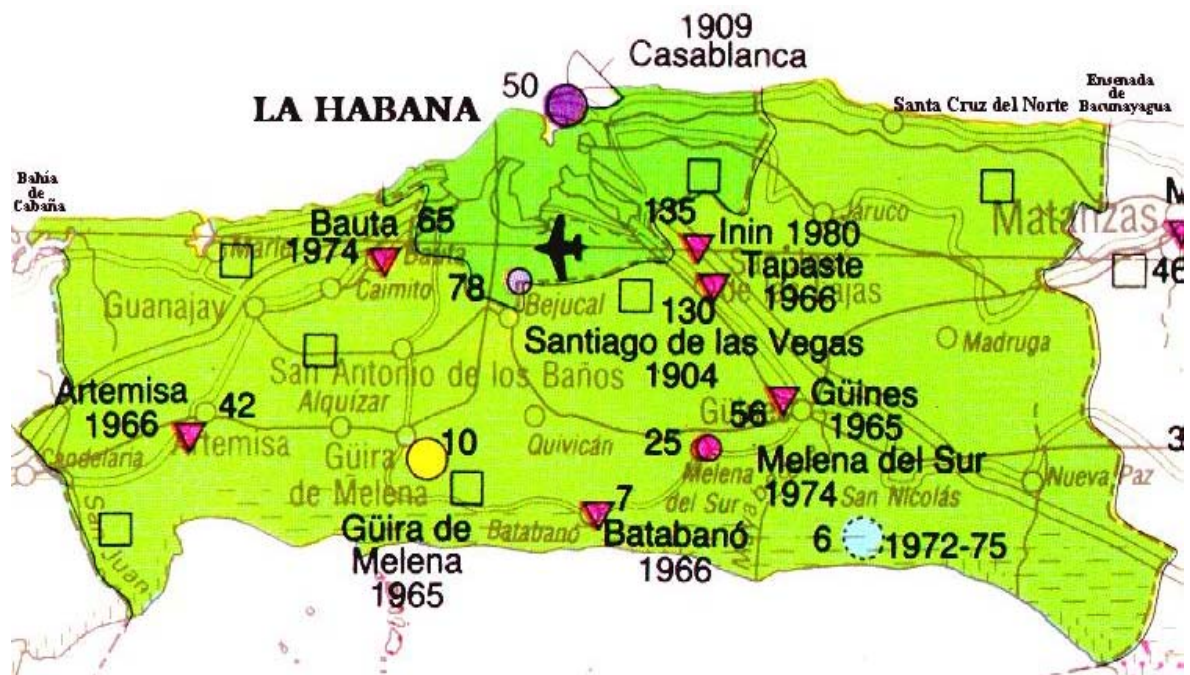 1909
Casablanca
50
LA HABANA
Santa Cruz del Norte
Ensenada
de
Bacunayagua
Bahía
de
Cabaña
Bauta 65
1974
Mariel
Bauta
Caimito
Guanajay
78
Bejucal
135
Jaruco
Matanzas
M
46
Inin 1980
Tapaste
1966
130
Santiago de las Vegas
1904
Madruga
San Antonio de los Baños
Artemisa
1966
42
Artemisa
Alquízar
Quivicán
Candelaria
Güira
de Melena
10
Güira de
Melena
1965
56
Güines
1965
25
Melena
del Sur
Melena del Sur
1974
San Nicolás
Nueva Paz
3
San Juan
7
Batabanó
Batabanó
1966
6
1972-75